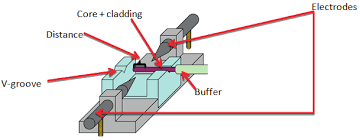 Electrodes
Core + cladding
Distance
V-groove
Buffer